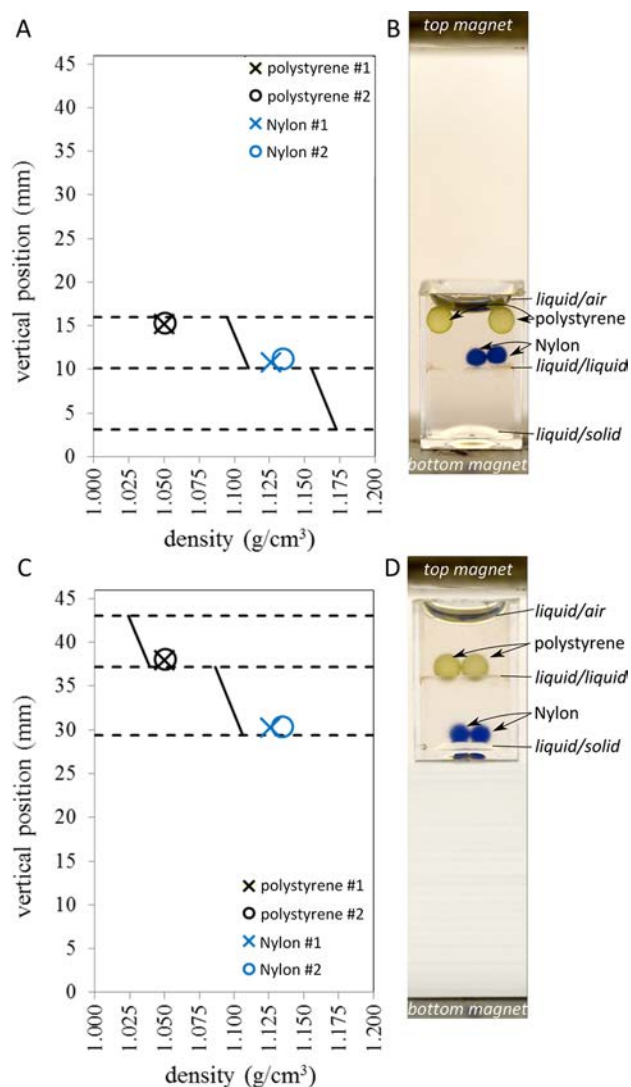 A
vertical position (mm)
45
40
35
30
25
20
15
10
5
0
polystyrene #1
polystyrene #2
Nylon #1
Nylon #2
1.000
1.025
1.050
1.075
1.100
1.125
1.150
1.175
1.200
density (g/cm³)
B
top magnet
liquid/air
polystyrene
Nylon
liquid/liquid
liquid/solid
bottom magnet
C
vertical position (mm)
45
40
35
30
25
20
15
10
5
0
polystyrene #1
polystyrene #2
Nylon #1
Nylon #2
1.000
1.025
1.050
1.075
1.100
1.125
1.150
1.175
1.200
density (g/cm³)
D
top magnet
liquid/air
polystyrene
liquid/liquid
Nylon
liquid/solid
bottom magnet